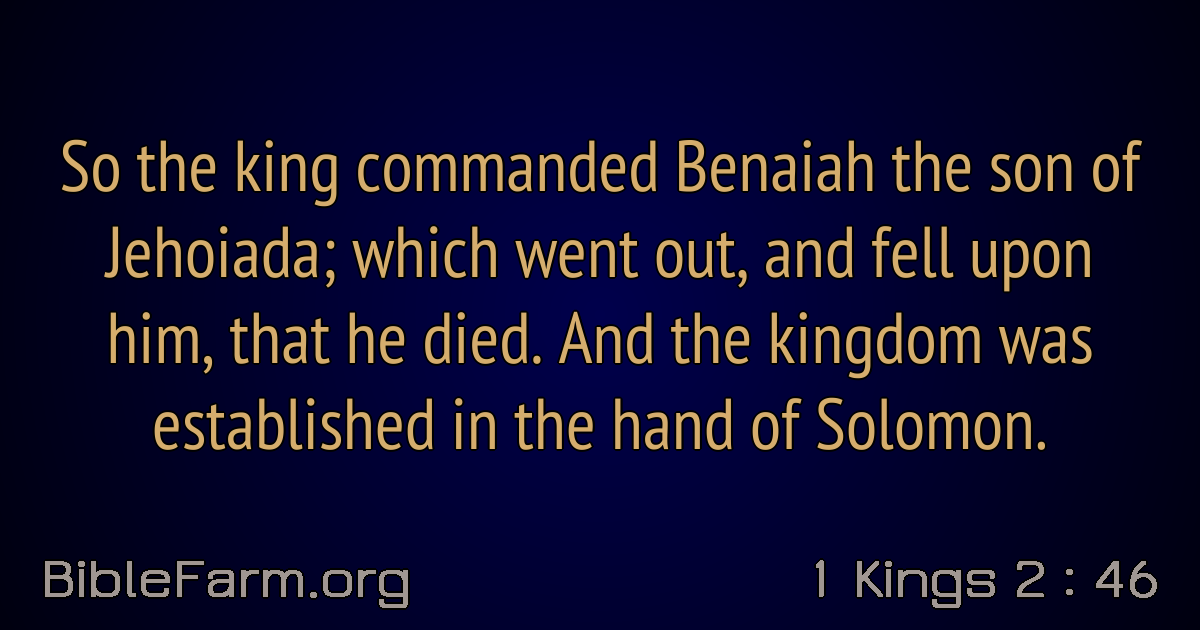 So the king commanded Benaiah the son of
Jehoiada; which went out, and fell upon
him, that he died. And the kingdom was
established in the hand of Solomon.
BibleFarm.org
1 Kings 2 : 46